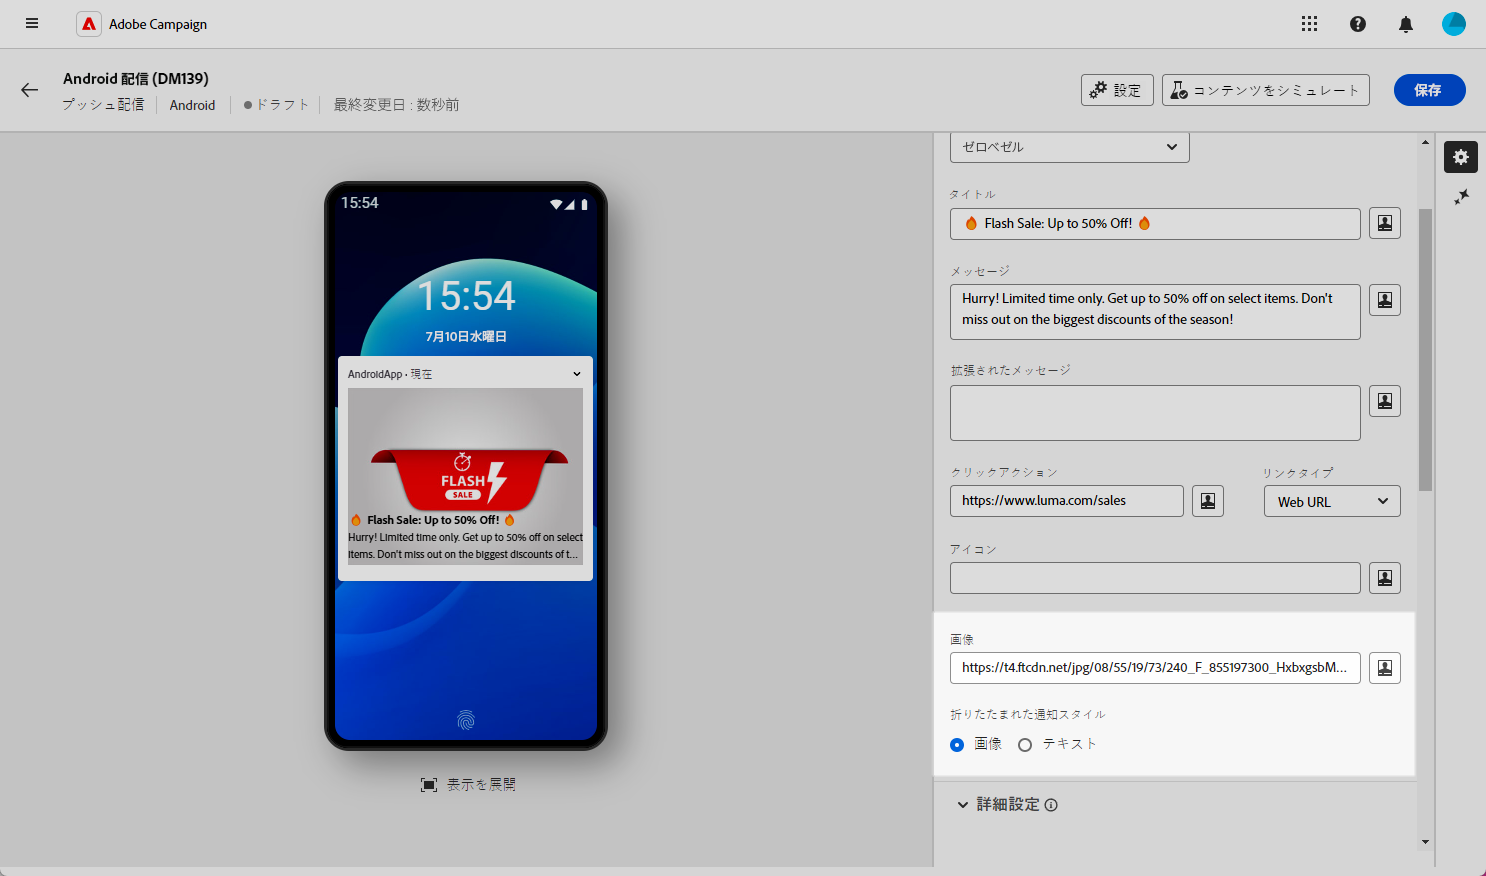 Adobe Campaign
Android 配信 (DM139)
プッシュ配信 Android ドラフト 最終変更日 : 数秒前
設定 コンテンツをシミュレート 保存
15:54
15:54
7月10日水曜日
AndroidApp • 現在
FLASH
SALE
🔥 Flash Sale: Up to 50% Off! 🔥
Hurry! Limited time only. Get up to 50% off on select
items. Don't miss out on the biggest discounts of t...
表示を展開
ゼロベゼル
タイトル
🔥 Flash Sale: Up to 50% Off! 🔥
メッセージ
Hurry! Limited time only. Get up to 50% off on select items. Don't
miss out on the biggest discounts of the season!
拡張されたメッセージ
クリックアクション リンクタイプ
https://www.luma.com/sales Web URL
アイコン
画像
https://t4.ftcdn.net/jpg/08/55/19/73/240_F_855197300_HxbxgsbM...
折りたたまれた通知スタイル
画像 テキスト
詳細設定